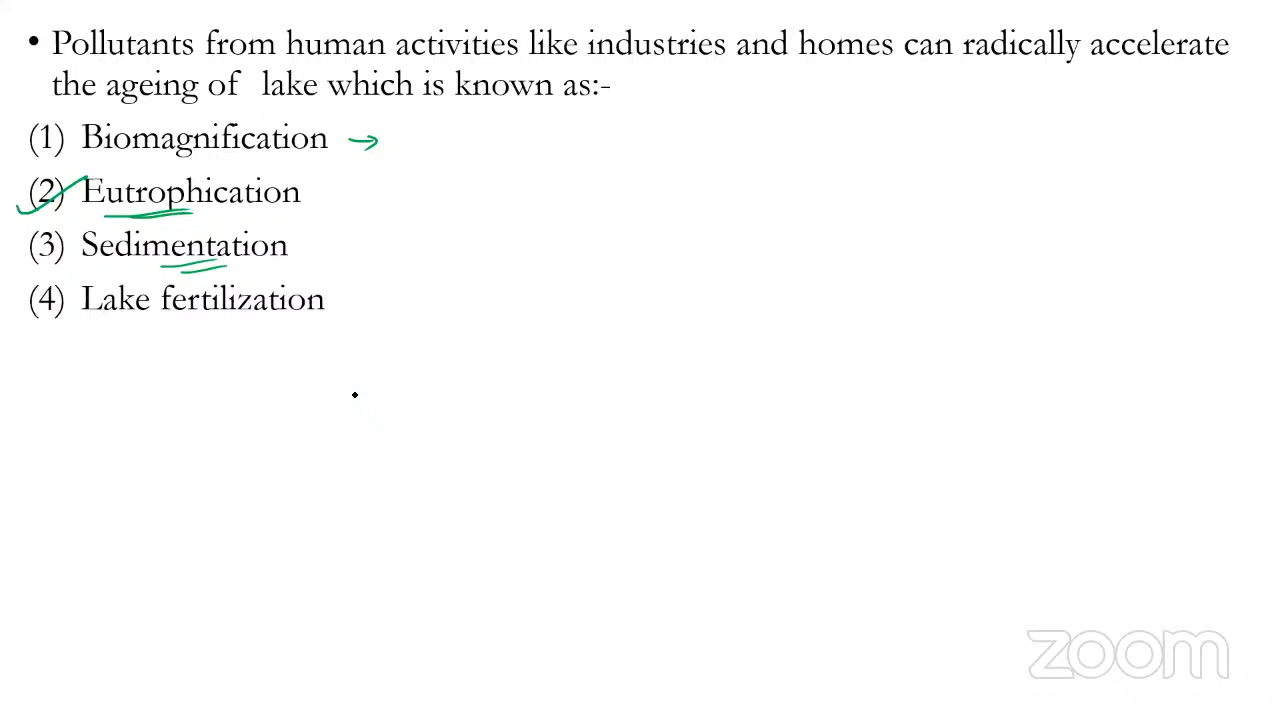 • Pollutants from human activities like industries and homes can radically accelerate
the ageing of lake which is known as:-
(1) Biomagnification →
(2) Eutrophication
(3) Sedimentation
(4) Lake fertilization
zoom